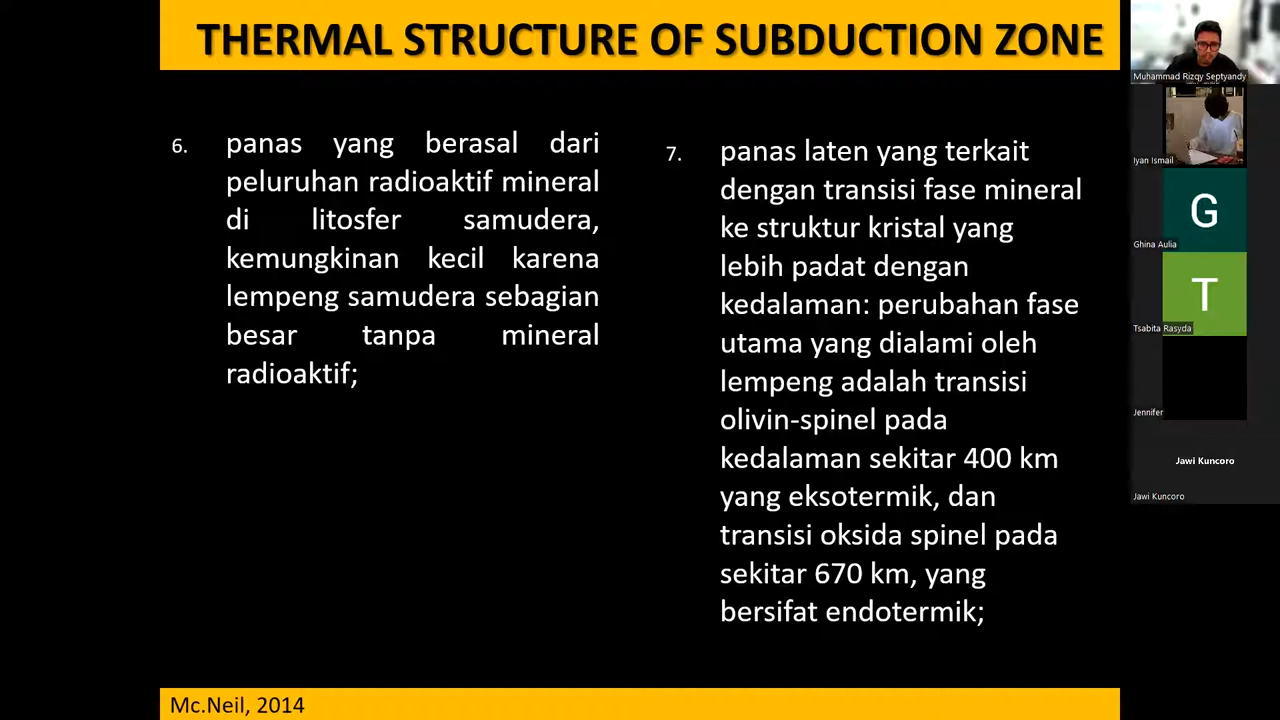 THERMAL STRUCTURE OF SUBDUCTION ZONE
6. panas yang berasal dari
peluruhan radioaktif mineral
di litosfer samudera,
kemungkinan kecil karena
lempeng samudera sebagian
besar tanpa mineral
radioaktif;
7. panas laten yang terkait
dengan transisi fase mineral
ke struktur kristal yang
lebih padat dengan
kedalaman: perubahan fase
utama yang dialami oleh
lempeng adalah transisi
olivin-spinel pada
kedalaman sekitar 400 km
yang eksotermik, dan
transisi oksida spinel pada
sekitar 670 km, yang
bersifat endotermik;
Mc.Neil, 2014
Muhammad Rizqy Septyandy
Iyan Ismail
G
Ghina Aulia
T
Tsabita Rasyda
Jennifer
Jawi Kuncoro
Jawi Kuncoro